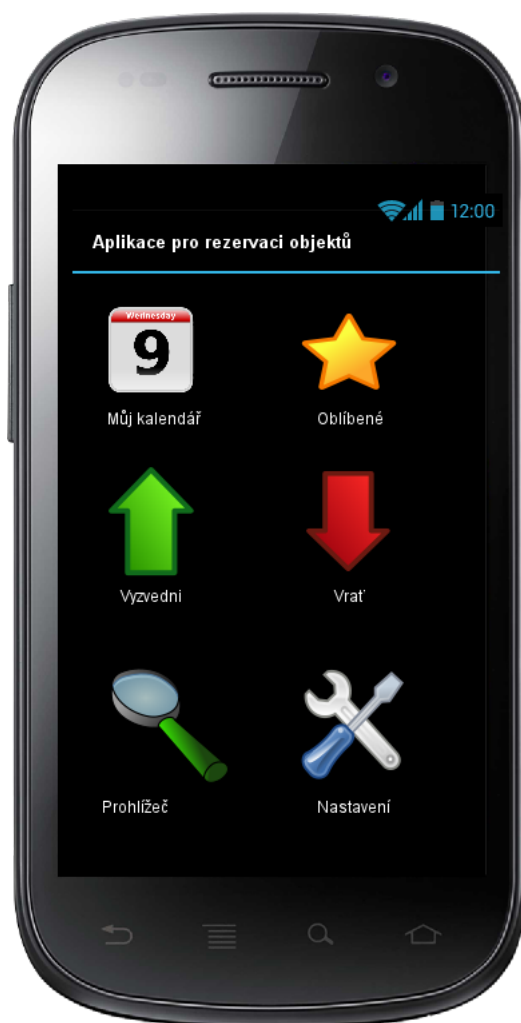 12:00
Aplikace pro rezervaci objektů
Wednesday
9
Můj kalendář
Oblíbené
Vyzvedni
Vrať
Prohlížeč
Nastavení